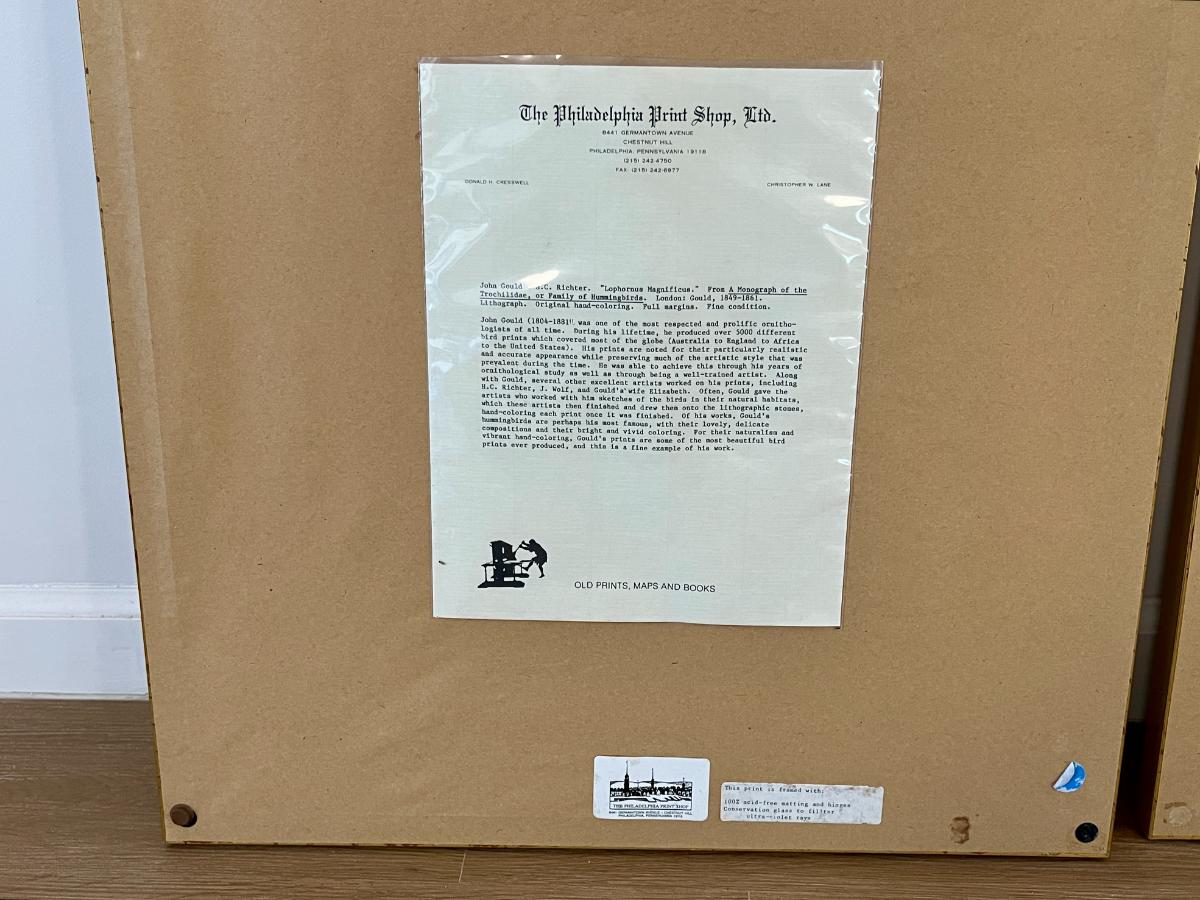 The Philadelphia Print Shop, Ltd.
8441 GERMANTOWN AVENUE
CHESTNUT HILL
PHILADELPHIA, PENNSYLVANIA 19118
(215) 242-4750
FAX: (215) 242-6977
DONALD H. CRESSWELL
CHRISTOPHER W. LANE
John Gould .C. Richter. "Lophornus Magnificus." From A Monograph of the
Trochilidae, or Family of Hummingbirds. London: Gould, 1849-1861.
Lithograph. Original hand-coloring. Full margins. Fine condition.
John Gould (1804-1881) was one of the most respected and prolific ornitho-
logists of all time. During his lifetime, he produced over 5000 different
bird prints which covered most of the globe (Australia to England to Africa
to the United States). His prints are noted for their particularly realistic
and accurate appearance while preserving much of the artistic style that was
prevalent during the time. He was able to achieve this through his years of
ornithological study as well as through being a well-trained artist. Along
with Gould, several other excellent artists worked on his prints, including
H.C. Richter, J. Wolf, and Gould's wife Elizabeth. Often, Gould gave the
artists who worked with him sketches of the birds in their natural habitats,
which these artists then finished and drew them onto the lithographic stones,
hand-coloring each print once it was finished. Of his works, Gould's
hummingbirds are perhaps his most famous, with their lovely, delicate
compositions and their bright and vivid coloring. For their naturalism and
vibrant hand-coloring, Gould's prints are some of the most beautiful bird
prints ever produced, and this is a fine example of his work.
OLD PRINTS, MAPS AND BOOKS
THE PHILADELPHIA PRINT SHOP
8441 GERMANTOWN AVENUE • CHESTNUT HILL
PHILADELPHIA, PENNSYLVANIA 19118
This print is framed with:
100% acid-free matting and hinges
Conservation glass to filter
ultra-violet rays